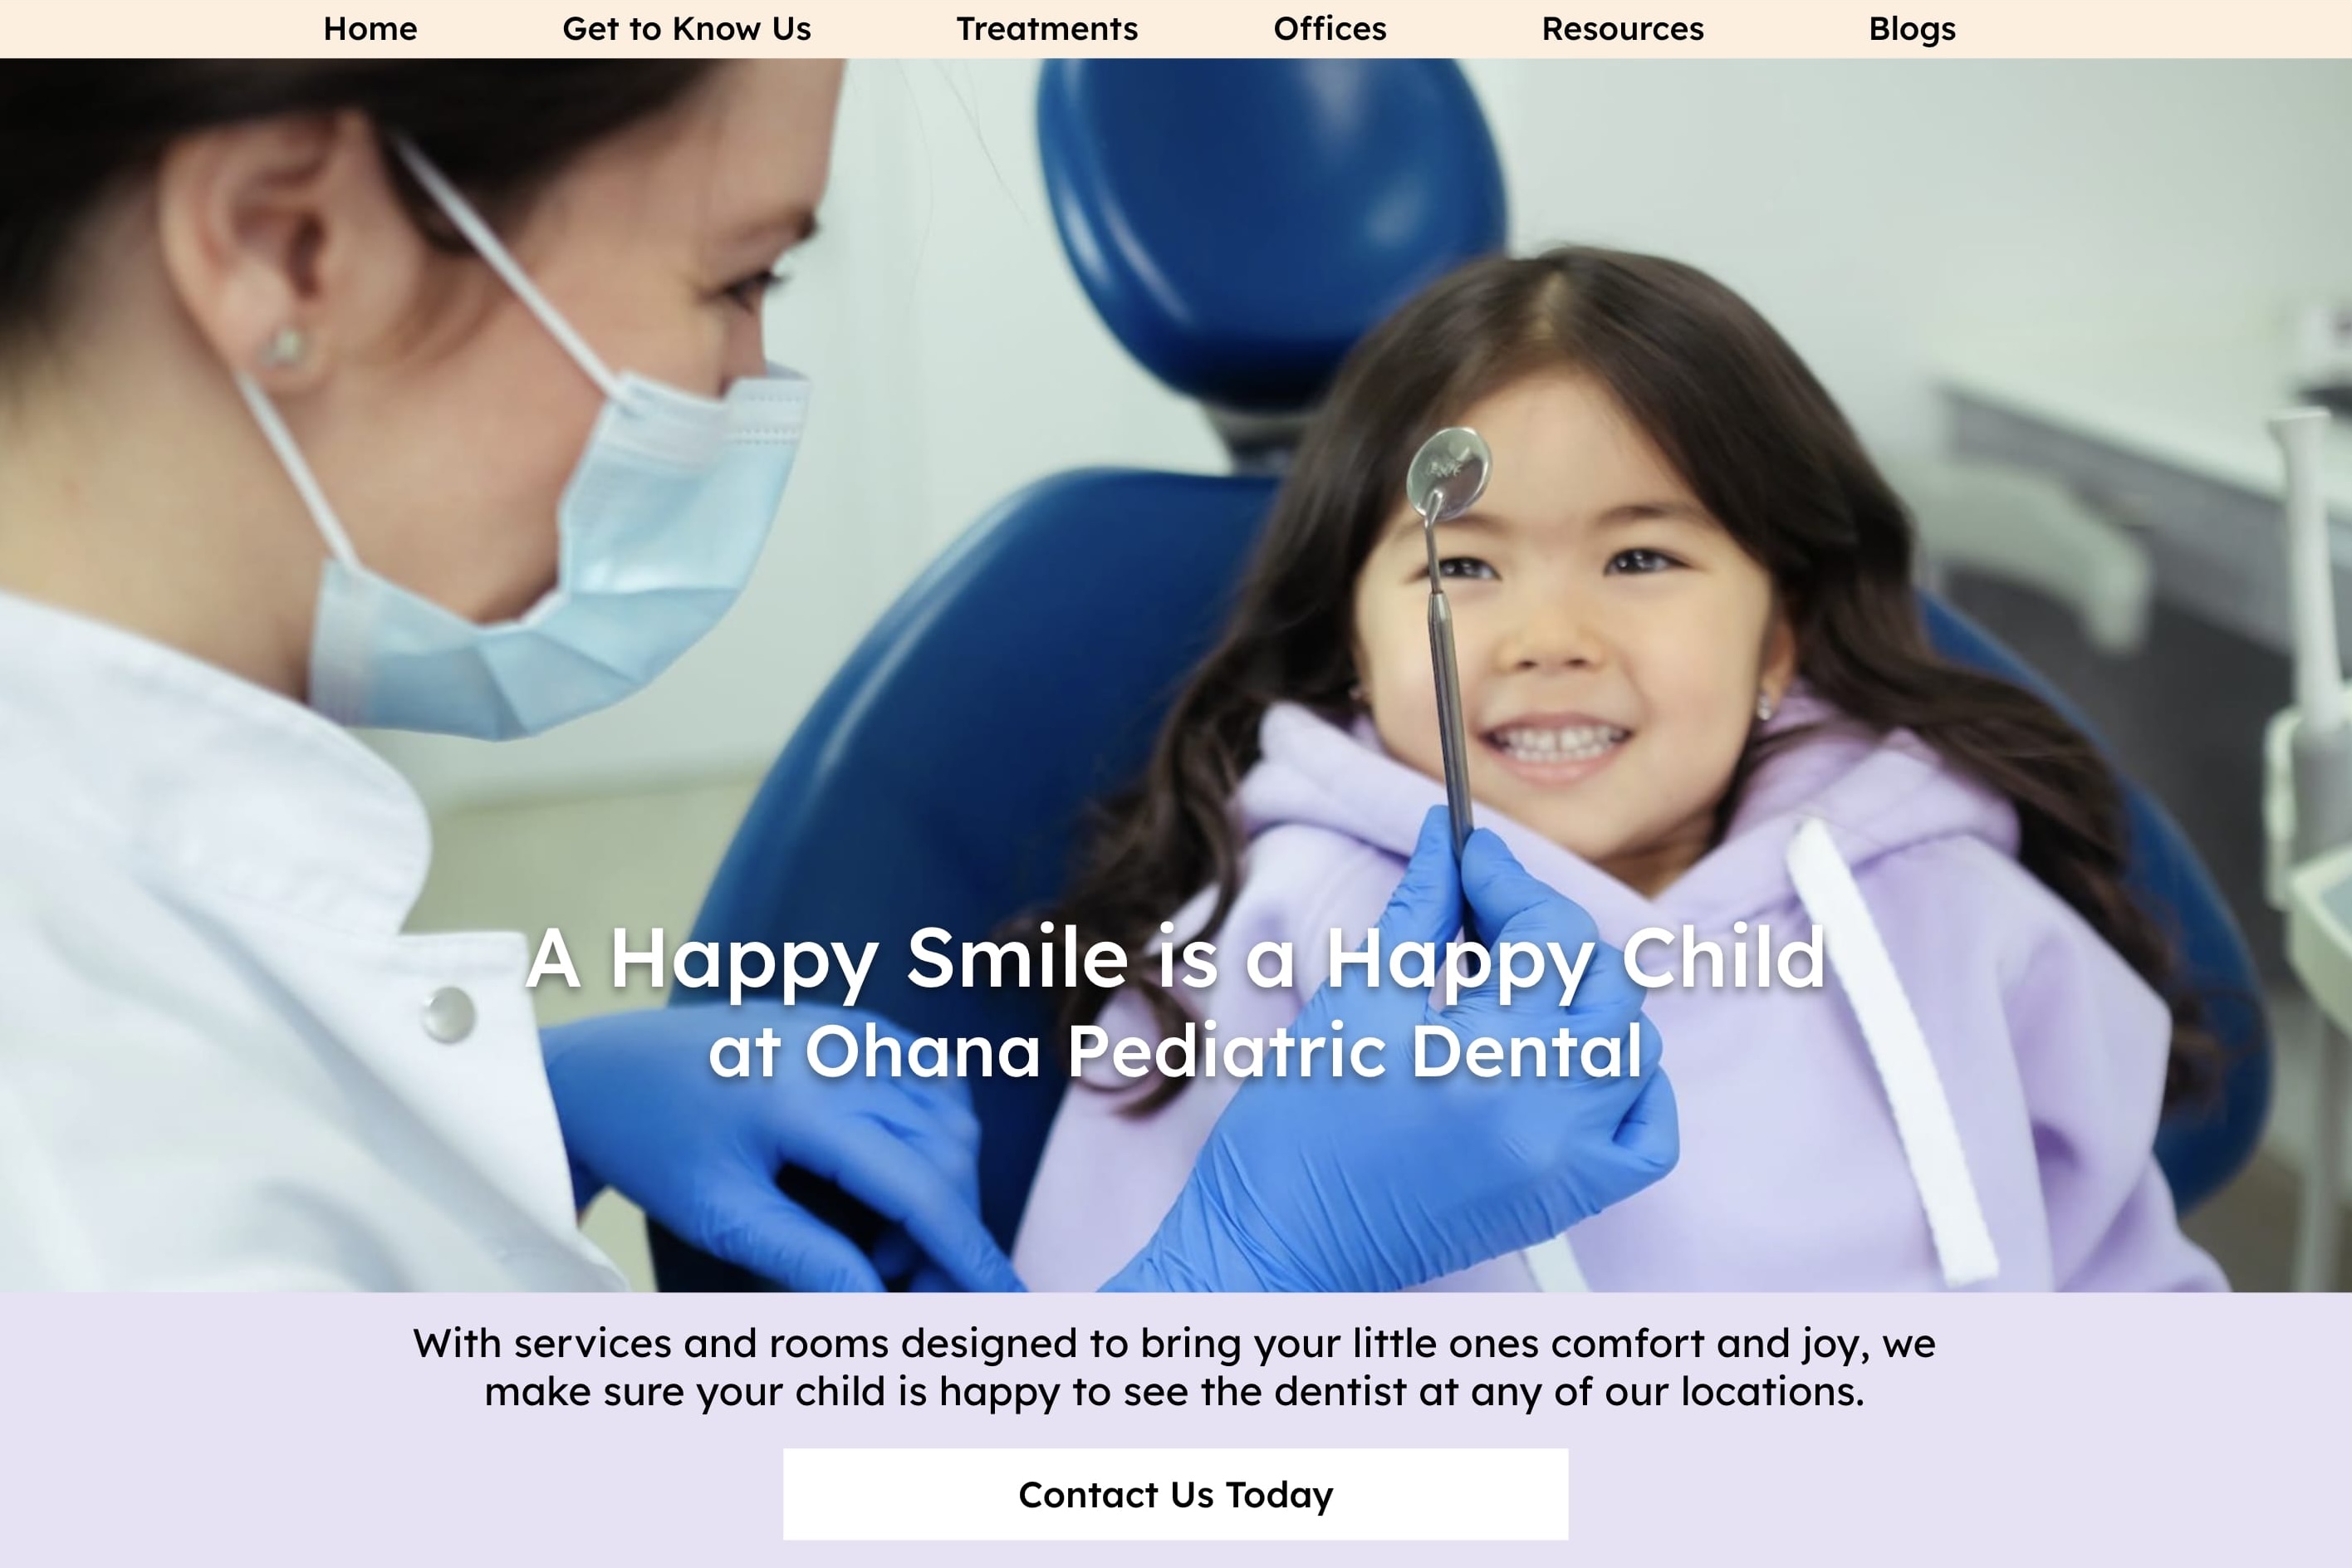 Home Get to Know Us Treatments Offices Resources Blogs
A Happy Smile is a Happy Child
at Ohana Pediatric Dental
With services and rooms designed to bring your little ones comfort and joy, we
make sure your child is happy to see the dentist at any of our locations.
Contact Us Today